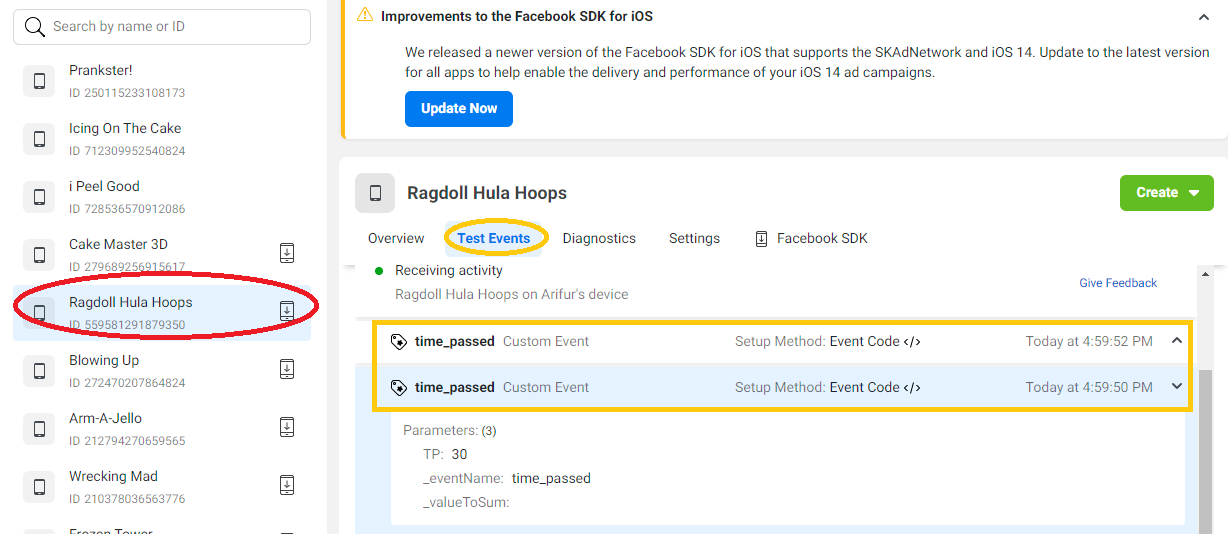 Search by name or ID
Prankster!
ID 250115233108173
Icing On The Cake
ID 712309952540824
i Peel Good
ID 728536570912086
Cake Master 3D
ID 279689256915617
Ragdoll Hula Hoops
ID 559581291879350
Blowing Up
ID 272470207864824
Arm-A-Jello
ID 212794270659565
Wrecking Mad
ID 210378036563776
Frozen Tower
Improvements to the Facebook SDK for iOS
We released a newer version of the Facebook SDK for iOS that supports the SKAdNetwork and iOS 14. Update to the latest version
for all apps to help enable the delivery and performance of your iOS 14 ad campaigns.
Update Now
Ragdoll Hula Hoops
Create
Overview Test Events Diagnostics Settings Facebook SDK
Receiving activity
Ragdoll Hula Hoops on Arifur's device
Give Feedback
time_passed Custom Event Setup Method: Event Code </> Today at 4:59:52 PM
time_passed Custom Event Setup Method: Event Code </> Today at 4:59:50 PM
Parameters: (3)
TP: 30
_eventName: time_passed
_valueToSum: